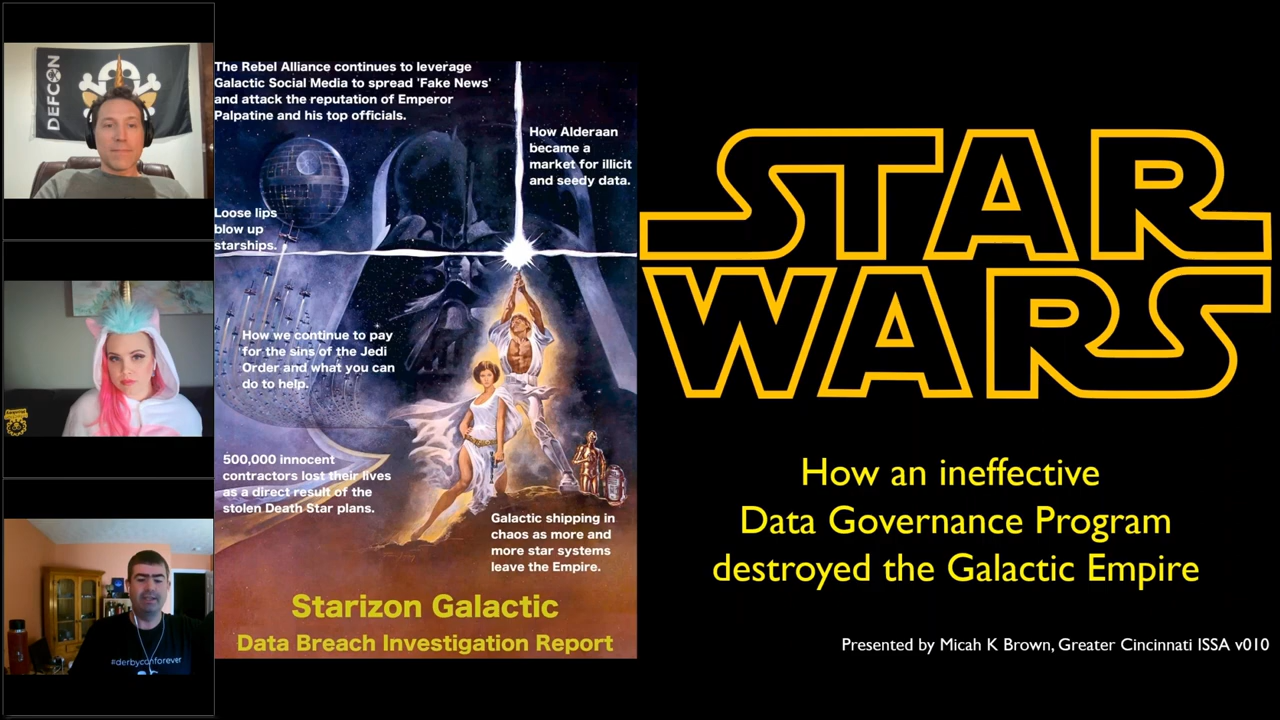 DEFCON
The Rebel Alliance continues to leverage
Galactic Social Media to spread 'Fake News'
and attack the reputation of Emperor
Palpatine and his top officials.
How Alderaan
became a
market for illicit
and seedy data.
Loose lips
blow up
starships.
How we continue to pay
for the sins of the Jedi
Order and what you can
do to help.
500,000 innocent
contractors lost their lives
as a direct result of the
stolen Death Star plans.
Galactic shipping in
chaos as more and
more star systems
leave the Empire.
Starizon Galactic
Data Breach Investigation Report
STAR
WARS
How an ineffective
Data Governance Program
destroyed the Galactic Empire
Presented by Micah K Brown, Greater Cincinnati ISSA v010
#derbyconforever